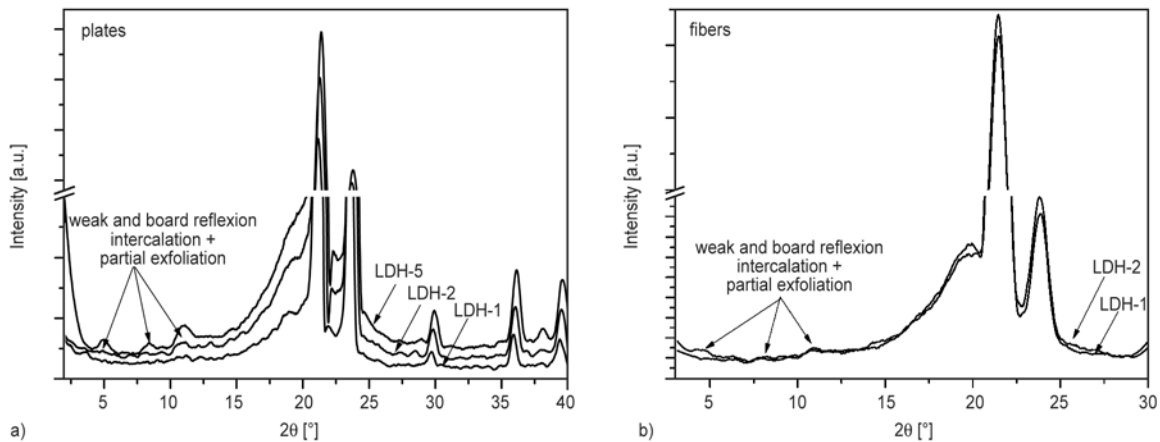 plates
Intensity [a.u.]
weak and board reflexion
intercalation +
partial exfoliation
LDH-5
LDH-2
LDH-1
5 10 15 20 25 30 35 40
2θ [°]
a)
fibers
Intensity [a.u.]
weak and board reflexion
intercalation +
partial exfoliation
LDH-2
LDH-1
5 10 15 20 25 30
2θ [°]
b)